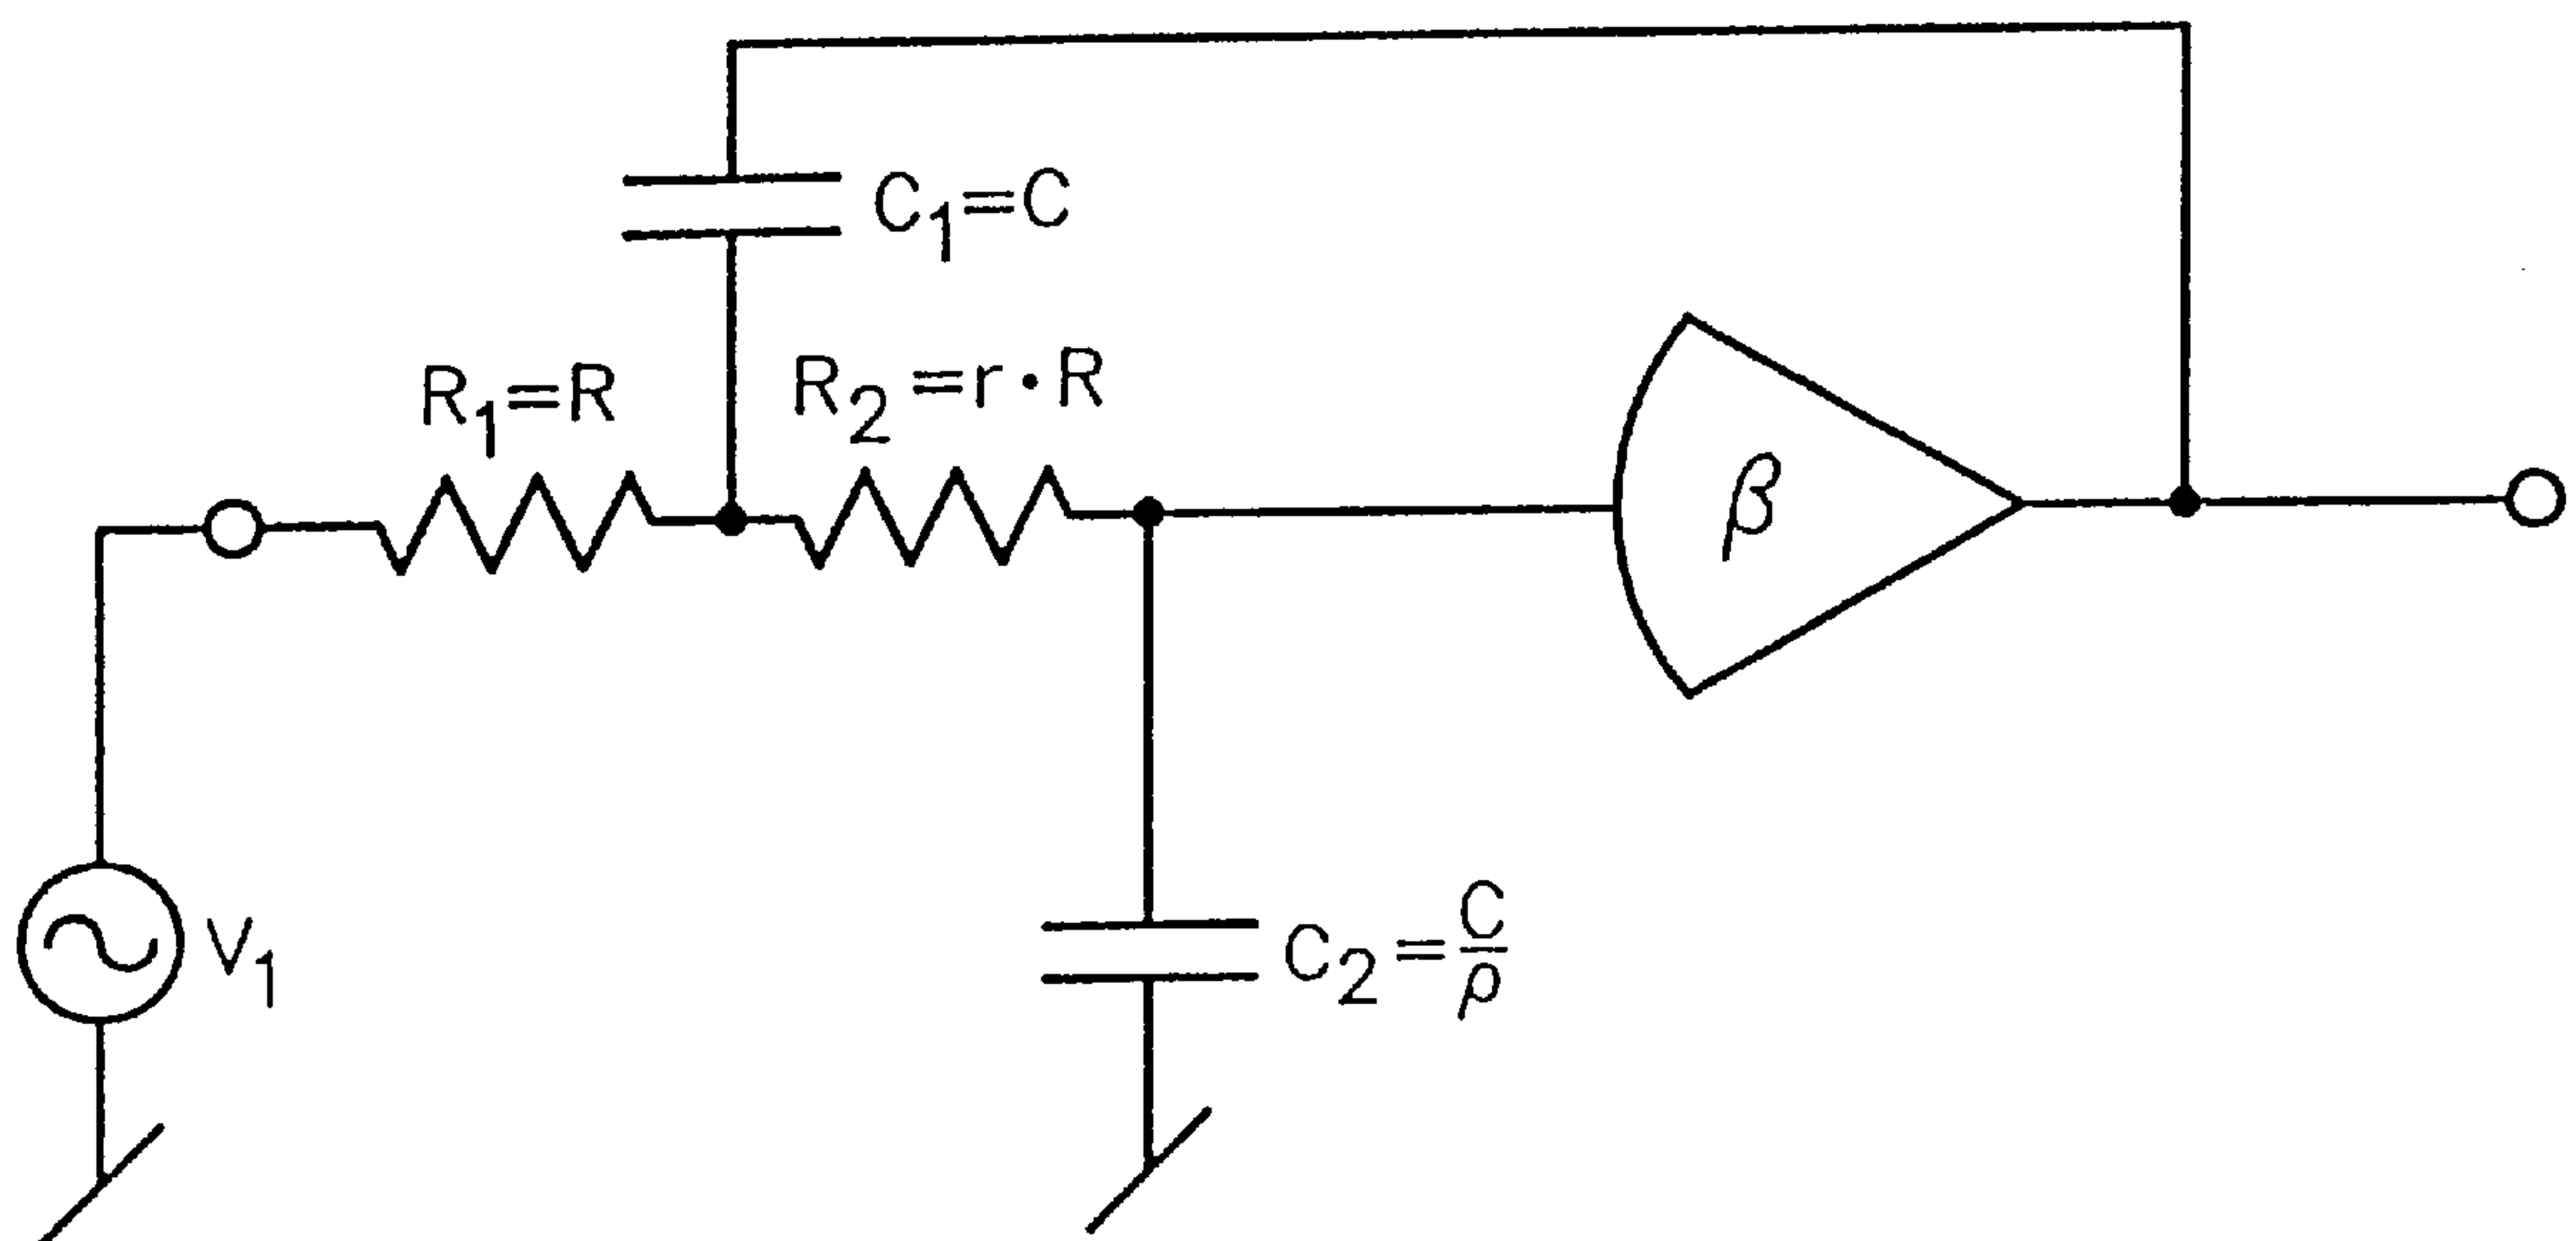 C₁=C
R₁=R
R₂=r·R
β
V₁
C₂=C/ρ